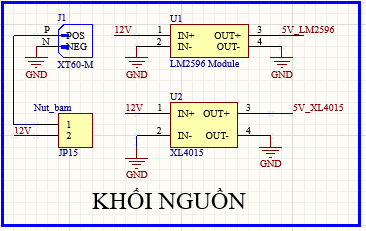 J1
P POS
N NEG
GND
XT60-M
U1
12V 1 IN+ OUT+ 3 5V_LM2596
2 IN- OUT- 4
GND GND
LM2596 Module
Nut_bam
1
12V 2
JP15
U2
12V 1 IN+ OUT+ 3 5V_XL4015
2 IN- OUT- 4
GND GND
XL4015
KHỐI NGUỒN